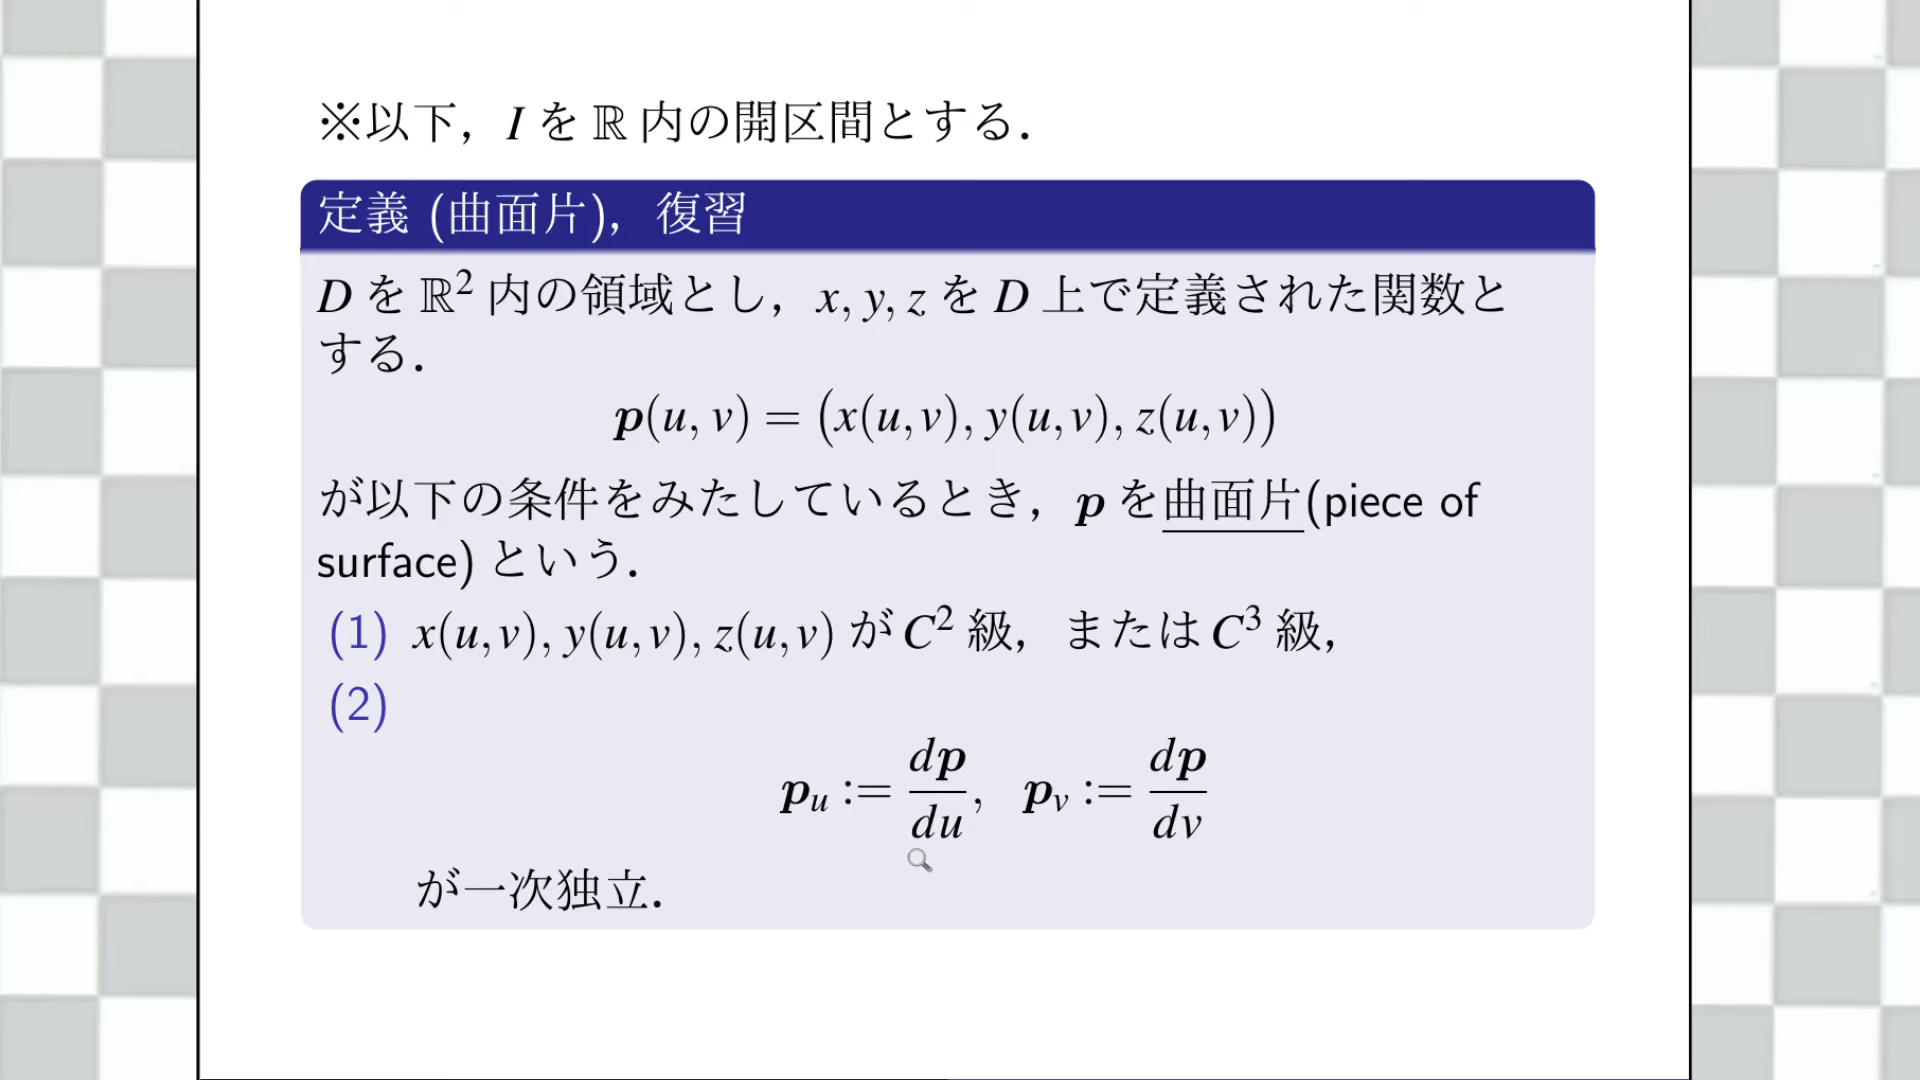 ※以下，I を ℝ 内の開区間とする．
定義 (曲面片)，復習
D を ℝ² 内の領域とし，x, y, z を D 上で定義された関数と
する．
p(u, v) = (x(u, v), y(u, v), z(u, v))
が以下の条件をみたしているとき，p を曲面片(piece of
surface) という．
(1) x(u, v), y(u, v), z(u, v) が C² 級，または C³ 級，
(2)
p_u := dp/du, p_v := dp/dv
が一次独立．